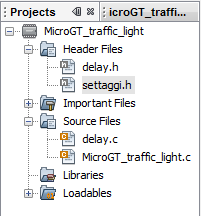 Projects
icroGT_traffi...
MicroGT_traffic_light
Header Files
delay.h
settaggi.h
Important Files
Source Files
delay.c
MicroGT_traffic_light.c
Libraries
Loadables